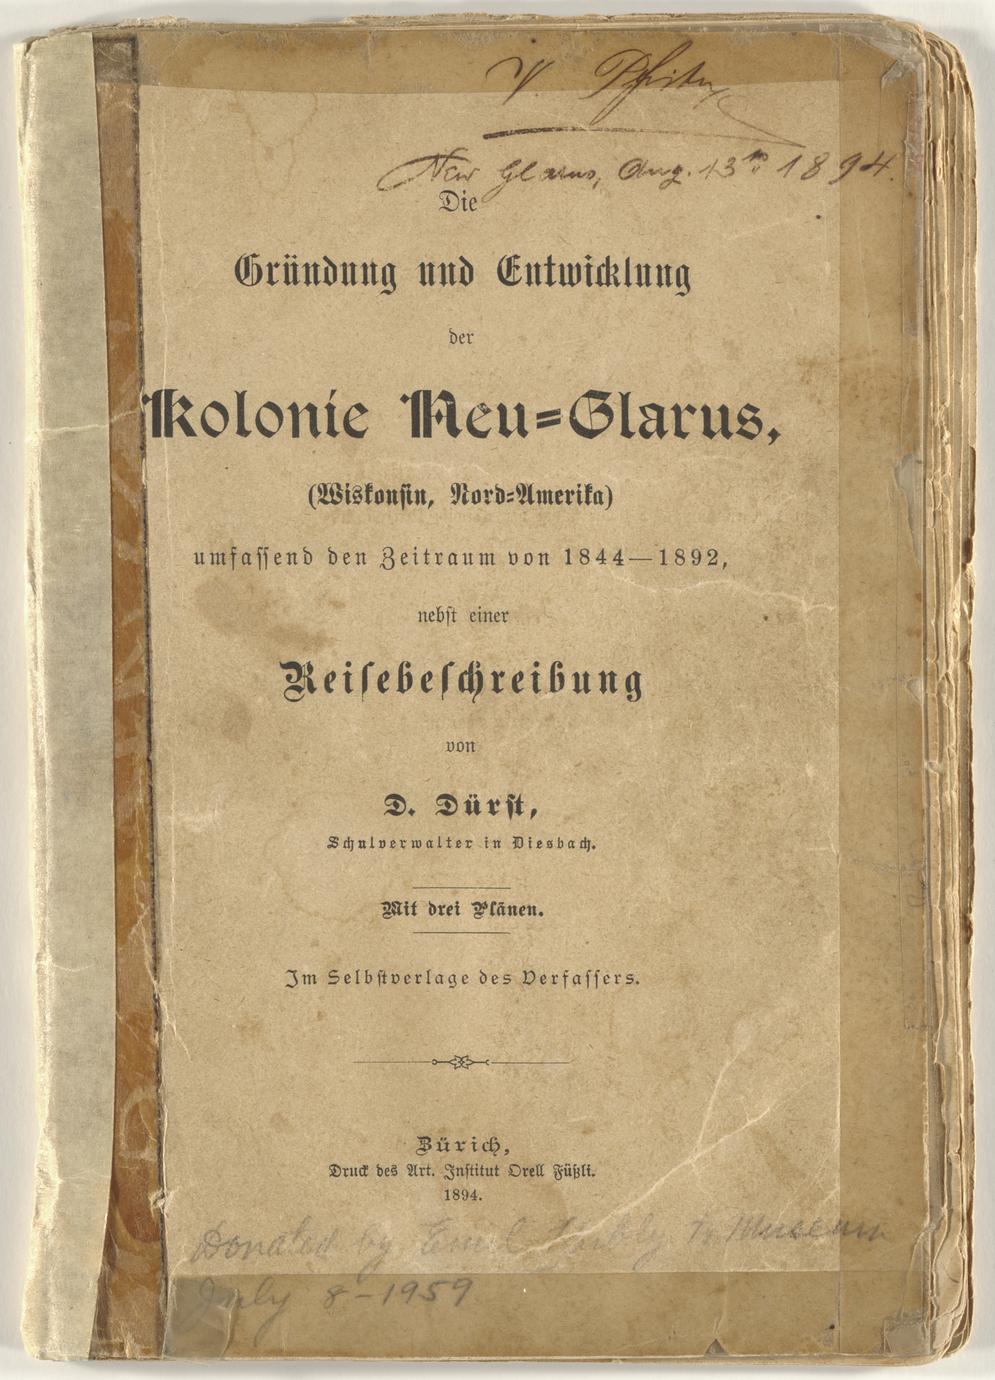 New Glarus, Aug. 13th 1894.
Die
Gründung und Entwicklung
der
Kolonie Neu=Glarus,
(Wiskonsin, Nord=Amerika)
umfassend den Zeitraum von 1844—1892,
nebst einer
Reisebeschreibung
von
D. Dürst,
Schulverwalter in Diesbach.
Mit drei Plänen.
Im Selbstverlage des Verfassers.
Zürich,
Druck des Art. Institut Orell Füßli.
1894.
Donated by Emil to Museum
July 8-1959